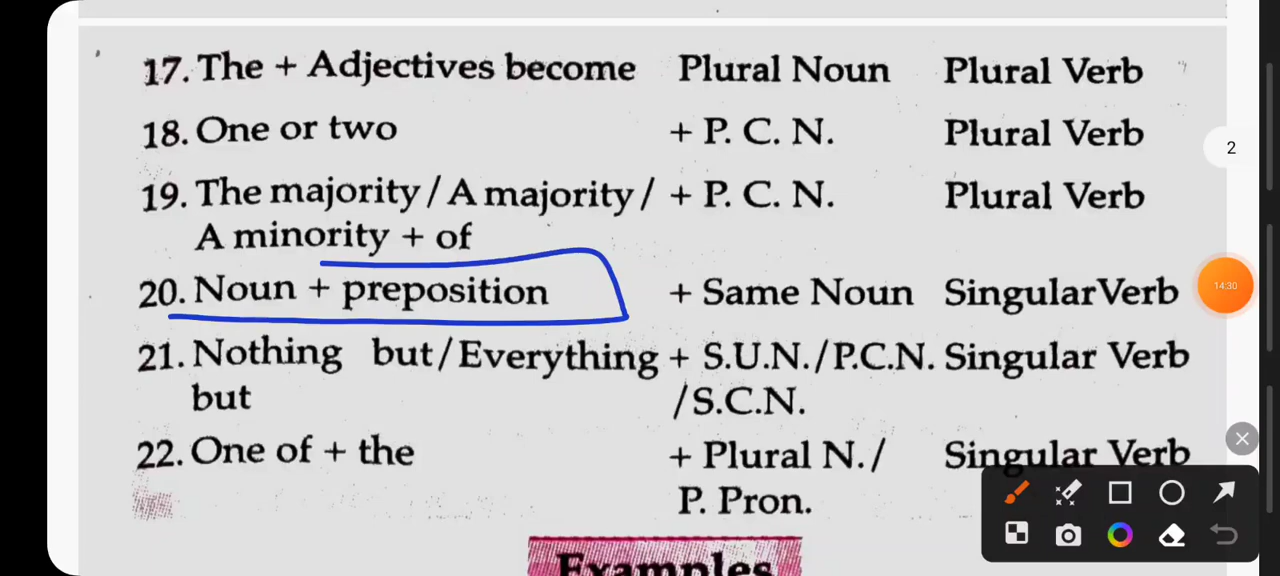 17. The + Adjectives become Plural Noun Plural Verb
18. One or two + P. C. N. Plural Verb
19. The majority / A majority / + P. C. N. Plural Verb
A minority + of
20. Noun + preposition + Same Noun Singular Verb
21. Nothing but / Everything + S.U.N./P.C.N. Singular Verb
but /S.C.N.
22. One of + the + Plural N. / Singular Verb
P. Pron.
Examples
2
14:30